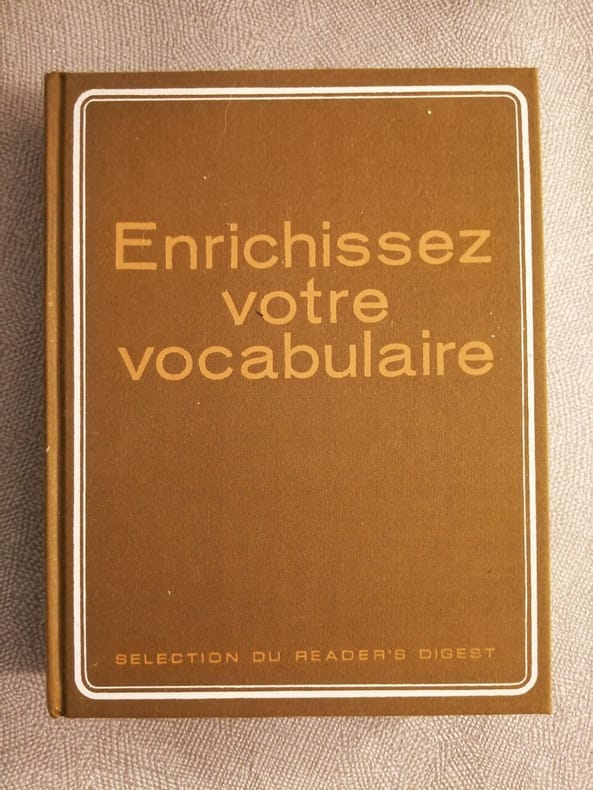 Enrichissez
votre
vocabulaire
SELECTION DU READER'S DIGEST